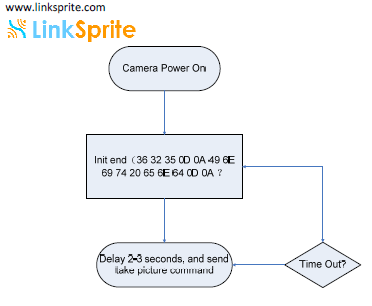 www.linksprite.com
LinkSprite
Camera Power On
Init end (36 32 35 0D 0A 49 6E
69 74 20 65 6E 64 0D 0A ?
Delay 2-3 seconds, and send
take picture command
Time Out?